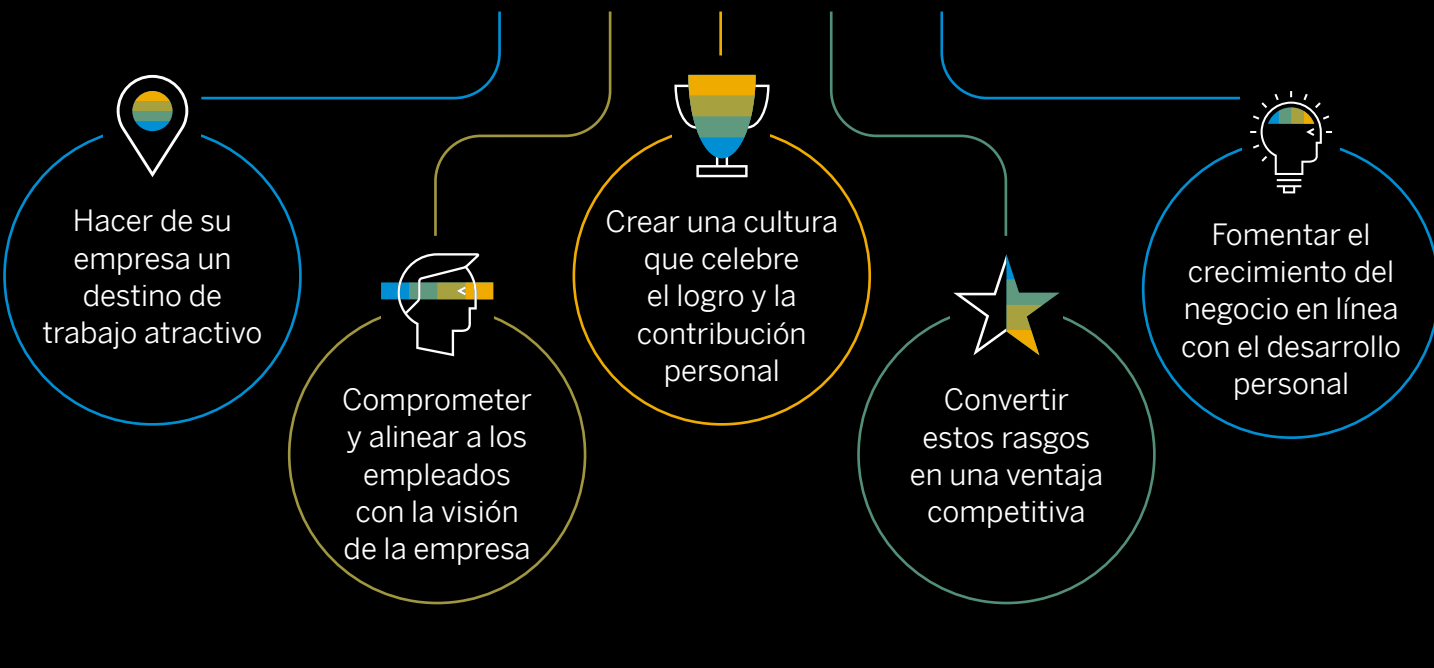 Hacer de su
empresa un
destino de
trabajo atractivo
Comprometer
y alinear a los
empleados
con la visión
de la empresa
Crear una cultura
que celebre
el logro y la
contribución
personal
Convertir
estos rasgos
en una ventaja
competitiva
Fomentar el
crecimiento del
negocio en línea
con el desarrollo
personal